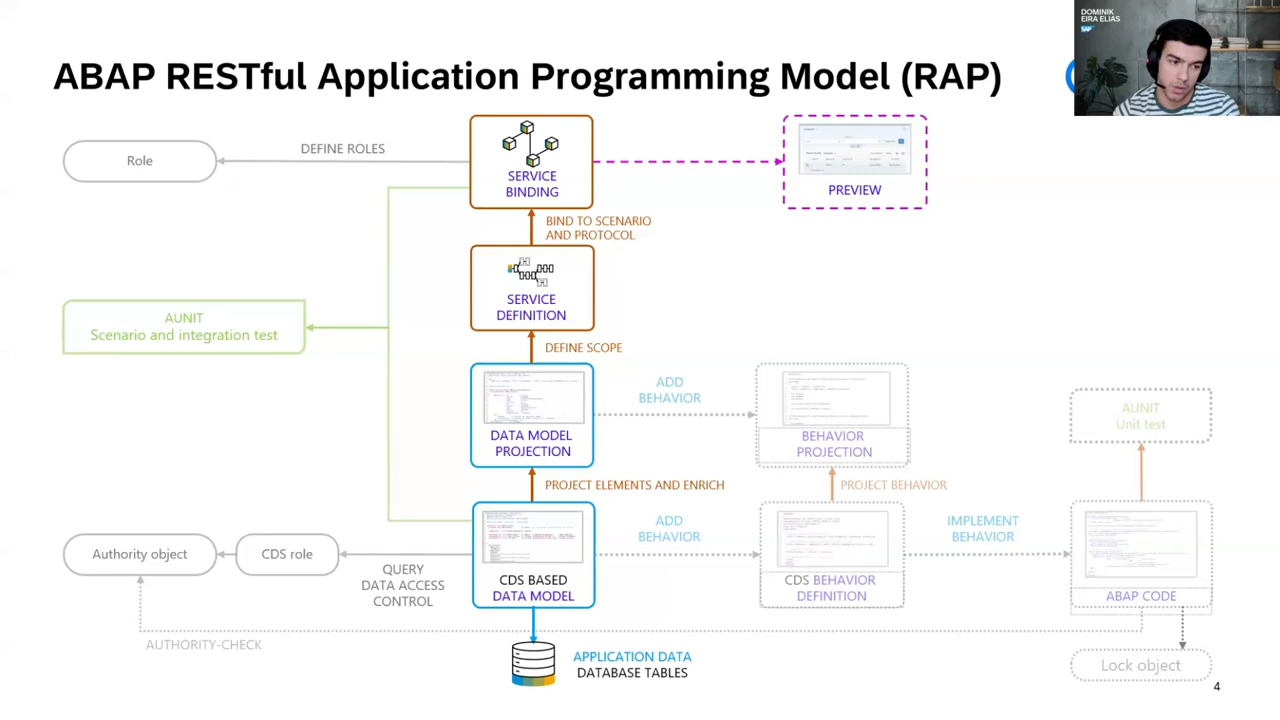 DOMINIK
EIRA ELIAS
SAP
ABAP RESTful Application Programming Model (RAP)
Role
DEFINE ROLES
SERVICE
BINDING
PREVIEW
BIND TO SCENARIO
AND PROTOCOL
SERVICE
DEFINITION
AUNIT
Scenario and integration test
DEFINE SCOPE
DATA MODEL
PROJECTION
ADD
BEHAVIOR
BEHAVIOR
PROJECTION
AUNIT
Unit test
PROJECT ELEMENTS AND ENRICH
PROJECT BEHAVIOR
Authority object
CDS role
QUERY
DATA ACCESS
CONTROL
CDS BASED
DATA MODEL
ADD
BEHAVIOR
CDS BEHAVIOR
DEFINITION
IMPLEMENT
BEHAVIOR
ABAP CODE
AUTHORITY-CHECK
APPLICATION DATA
DATABASE TABLES
Lock object
4